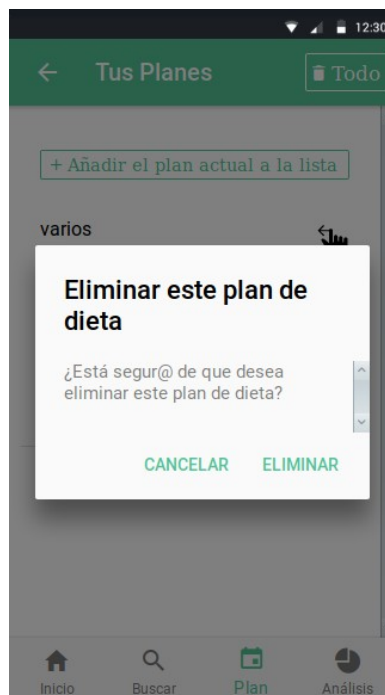 12:30
Tus Planes
Todo
+ Añadir el plan actual a la lista
varios
Eliminar este plan de
dieta
¿Está segur@ de que desea
eliminar este plan de dieta?
CANCELAR ELIMINAR
Inicio Buscar Plan Análisis